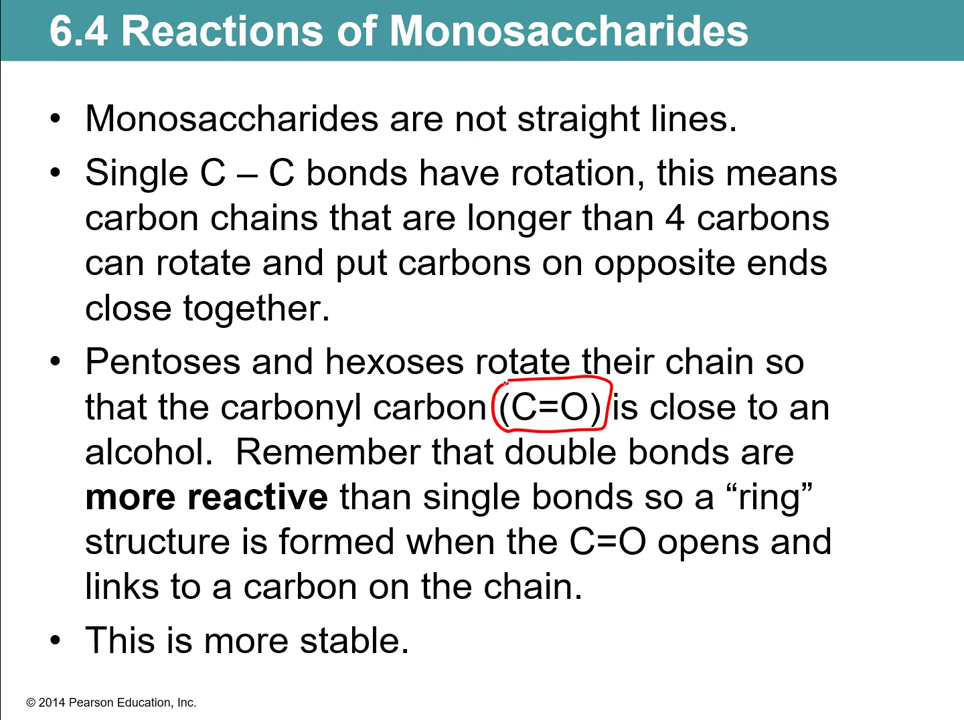 6.4 Reactions of Monosaccharides
• Monosaccharides are not straight lines.
• Single C – C bonds have rotation, this means
carbon chains that are longer than 4 carbons
can rotate and put carbons on opposite ends
close together.
• Pentoses and hexoses rotate their chain so
that the carbonyl carbon (C=O) is close to an
alcohol.  Remember that double bonds are
more reactive than single bonds so a “ring”
structure is formed when the C=O opens and
links to a carbon on the chain.
• This is more stable.
© 2014 Pearson Education, Inc.